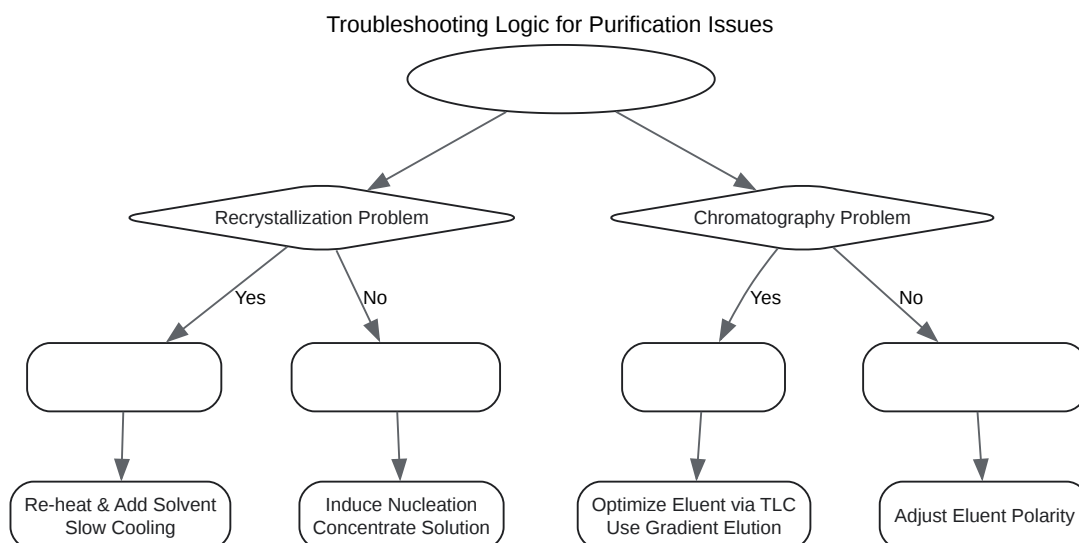 Troubleshooting Logic for Purification Issues
Recrystallization Problem
Chromatography Problem
Yes
No
Yes
No
Re-heat & Add Solvent
Slow Cooling
Induce Nucleation
Concentrate Solution
Optimize Eluent via TLC
Use Gradient Elution
Adjust Eluent Polarity